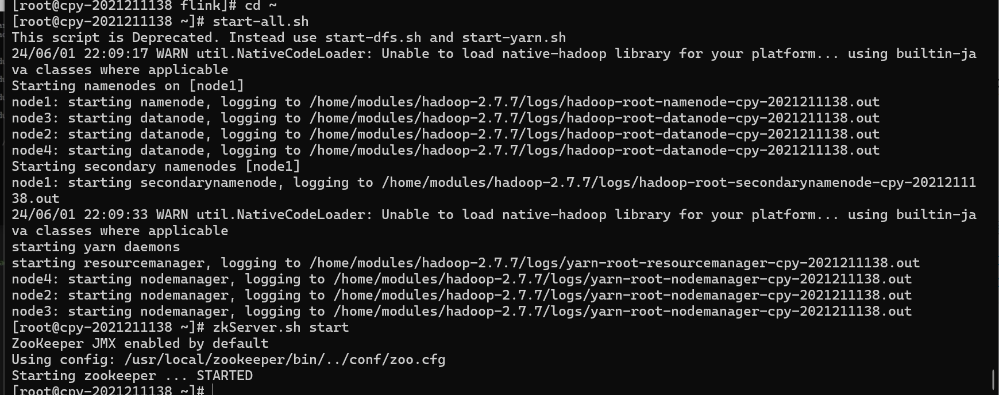 [root@cpy-2021211138 flink]# cd ~
[root@cpy-2021211138 ~]# start-all.sh
This script is Deprecated. Instead use start-dfs.sh and start-yarn.sh
24/06/01 22:09:17 WARN util.NativeCodeLoader: Unable to load native-hadoop library for your platform... using builtin-ja
va classes where applicable
Starting namenodes on [node1]
node1: starting namenode, logging to /home/modules/hadoop-2.7.7/logs/hadoop-root-namenode-cpy-2021211138.out
node3: starting datanode, logging to /home/modules/hadoop-2.7.7/logs/hadoop-root-datanode-cpy-2021211138.out
node2: starting datanode, logging to /home/modules/hadoop-2.7.7/logs/hadoop-root-datanode-cpy-2021211138.out
node4: starting datanode, logging to /home/modules/hadoop-2.7.7/logs/hadoop-root-datanode-cpy-2021211138.out
Starting secondary namenodes [node1]
node1: starting secondarynamenode, logging to /home/modules/hadoop-2.7.7/logs/hadoop-root-secondarynamenode-cpy-20212111
38.out
24/06/01 22:09:33 WARN util.NativeCodeLoader: Unable to load native-hadoop library for your platform... using builtin-ja
va classes where applicable
starting yarn daemons
starting resourcemanager, logging to /home/modules/hadoop-2.7.7/logs/yarn-root-resourcemanager-cpy-2021211138.out
node4: starting nodemanager, logging to /home/modules/hadoop-2.7.7/logs/yarn-root-nodemanager-cpy-2021211138.out
node2: starting nodemanager, logging to /home/modules/hadoop-2.7.7/logs/yarn-root-nodemanager-cpy-2021211138.out
node3: starting nodemanager, logging to /home/modules/hadoop-2.7.7/logs/yarn-root-nodemanager-cpy-2021211138.out
[root@cpy-2021211138 ~]# zkServer.sh start
ZooKeeper JMX enabled by default
Using config: /usr/local/zookeeper/bin/../conf/zoo.cfg
Starting zookeeper ... STARTED
[root@cpy-2021211138 ~]#